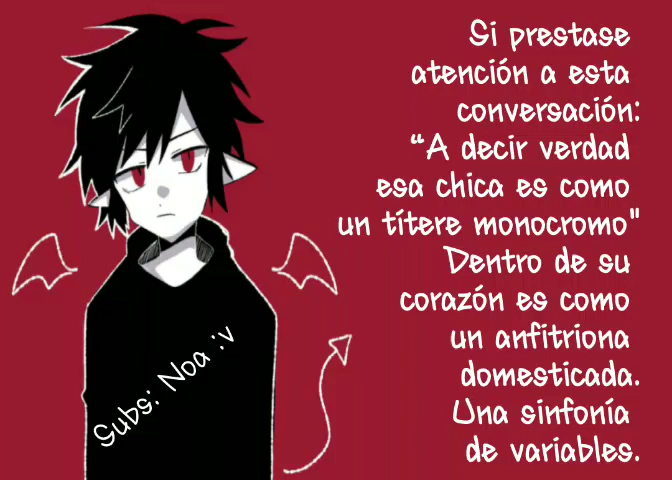 Si prestase
atención a esta
conversación:
“A decir verdad
esa chica es como
un títere monocromo"
Dentro de su
corazón es como
un anfitriona
domesticada.
Una sinfonía
de variables.
Subs: Noa :v